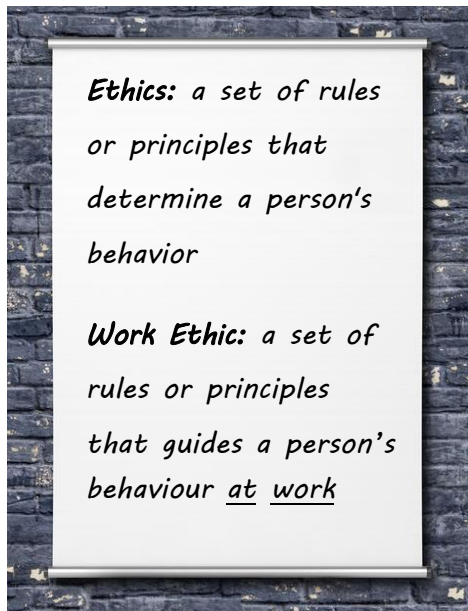 Ethics: a set of rules
or principles that
determine a person's
behavior
Work Ethic: a set of
rules or principles
that guides a person’s
behaviour at work